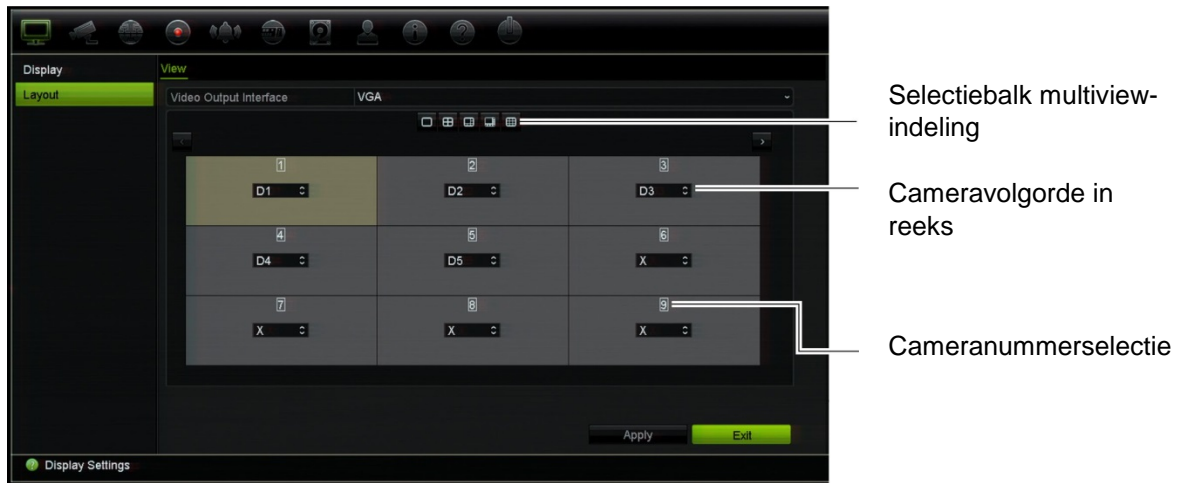 Display
View
Layout
Video Output Interface VGA
1 2 3
D1 D2 D3
4 5 6
D4 D5 X
7 8 9
X X X
Apply Exit
Display Settings
Selectiebalk multiview-
indeling
Cameravolgorde in
reeks
Cameranummerselectie